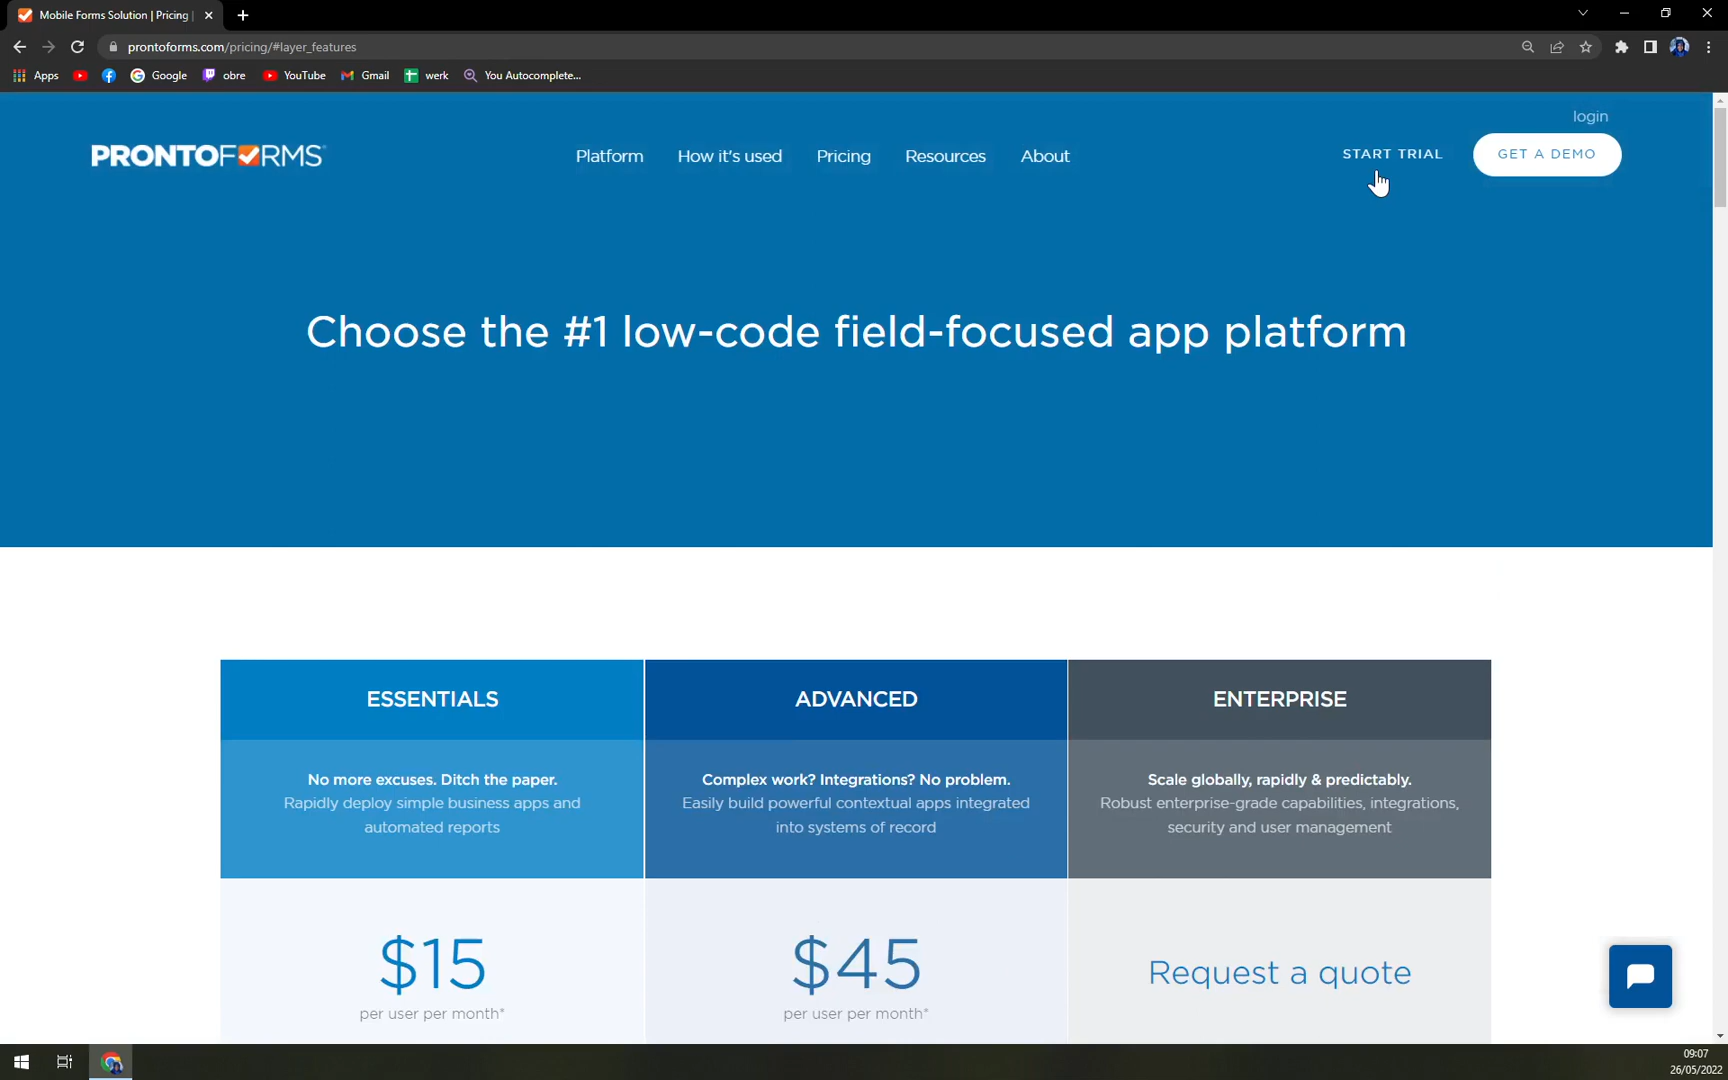 Mobile Forms Solution | Pricing |
prontoforms.com/pricing/#layer_features
Apps
Google
obre
YouTube
Gmail
werk
You Autocomplete...
login
PRONTOFORMS
Platform
How it's used
Pricing
Resources
About
START TRIAL
GET A DEMO
Choose the #1 low-code field-focused app platform
ESSENTIALS
No more excuses. Ditch the paper.
Rapidly deploy simple business apps and
automated reports
$15
per user per month*
ADVANCED
Complex work? Integrations? No problem.
Easily build powerful contextual apps integrated
into systems of record
$45
per user per month*
ENTERPRISE
Scale globally, rapidly & predictably.
Robust enterprise-grade capabilities, integrations,
security and user management
Request a quote
09:07
26/05/2022